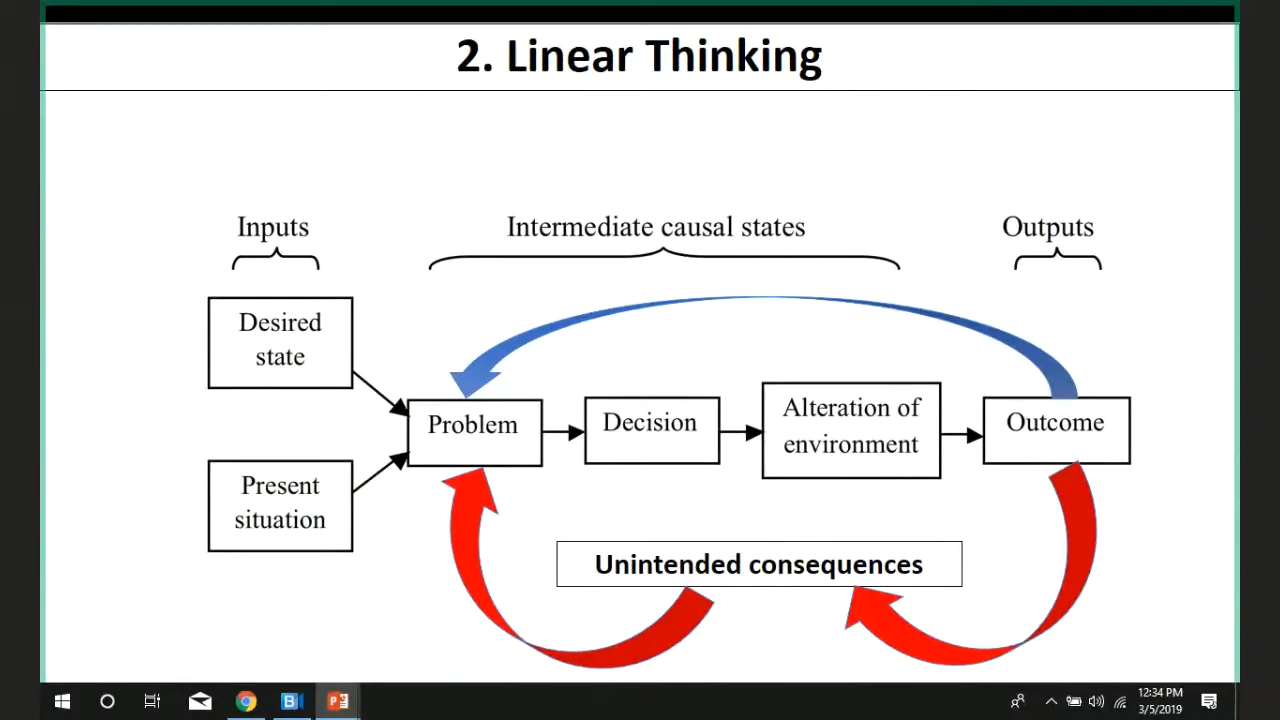 2. Linear Thinking
Inputs
Intermediate causal states
Outputs
Desired
state
Present
situation
Problem
Decision
Alteration of
environment
Outcome
Unintended consequences
12:34 PM
3/5/2019